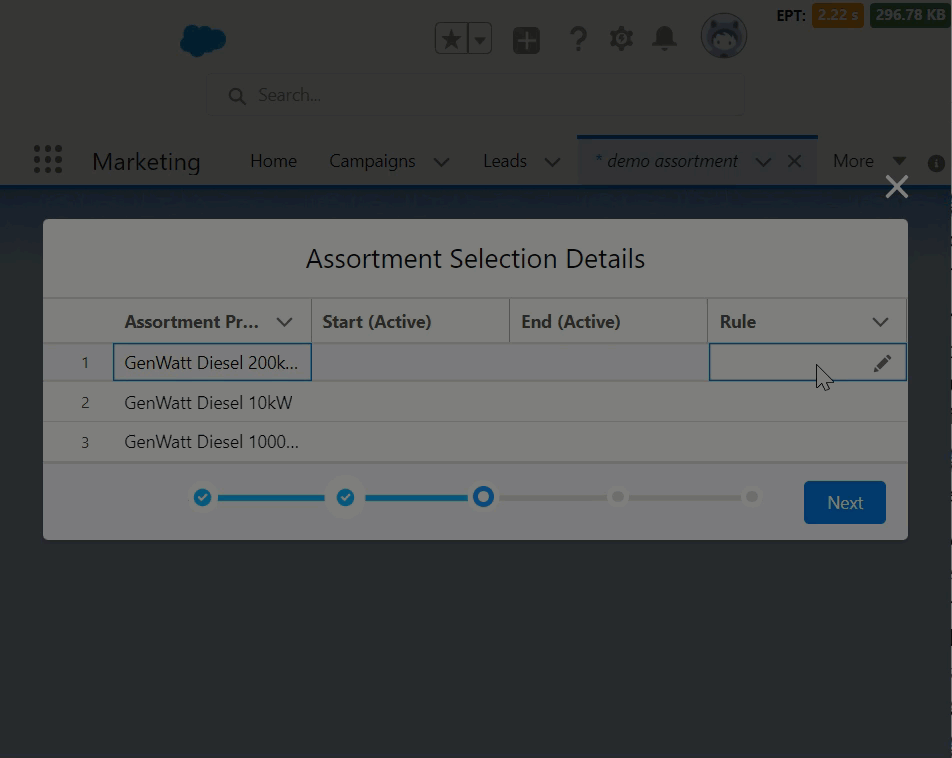 EPT: 2.22 s 296.78 KB
Search...
Marketing Home Campaigns Leads * demo assortment More
Assortment Selection Details
Assortment Pr... Start (Active) End (Active) Rule
1 GenWatt Diesel 200k...
2 GenWatt Diesel 10kW
3 GenWatt Diesel 1000...
Next